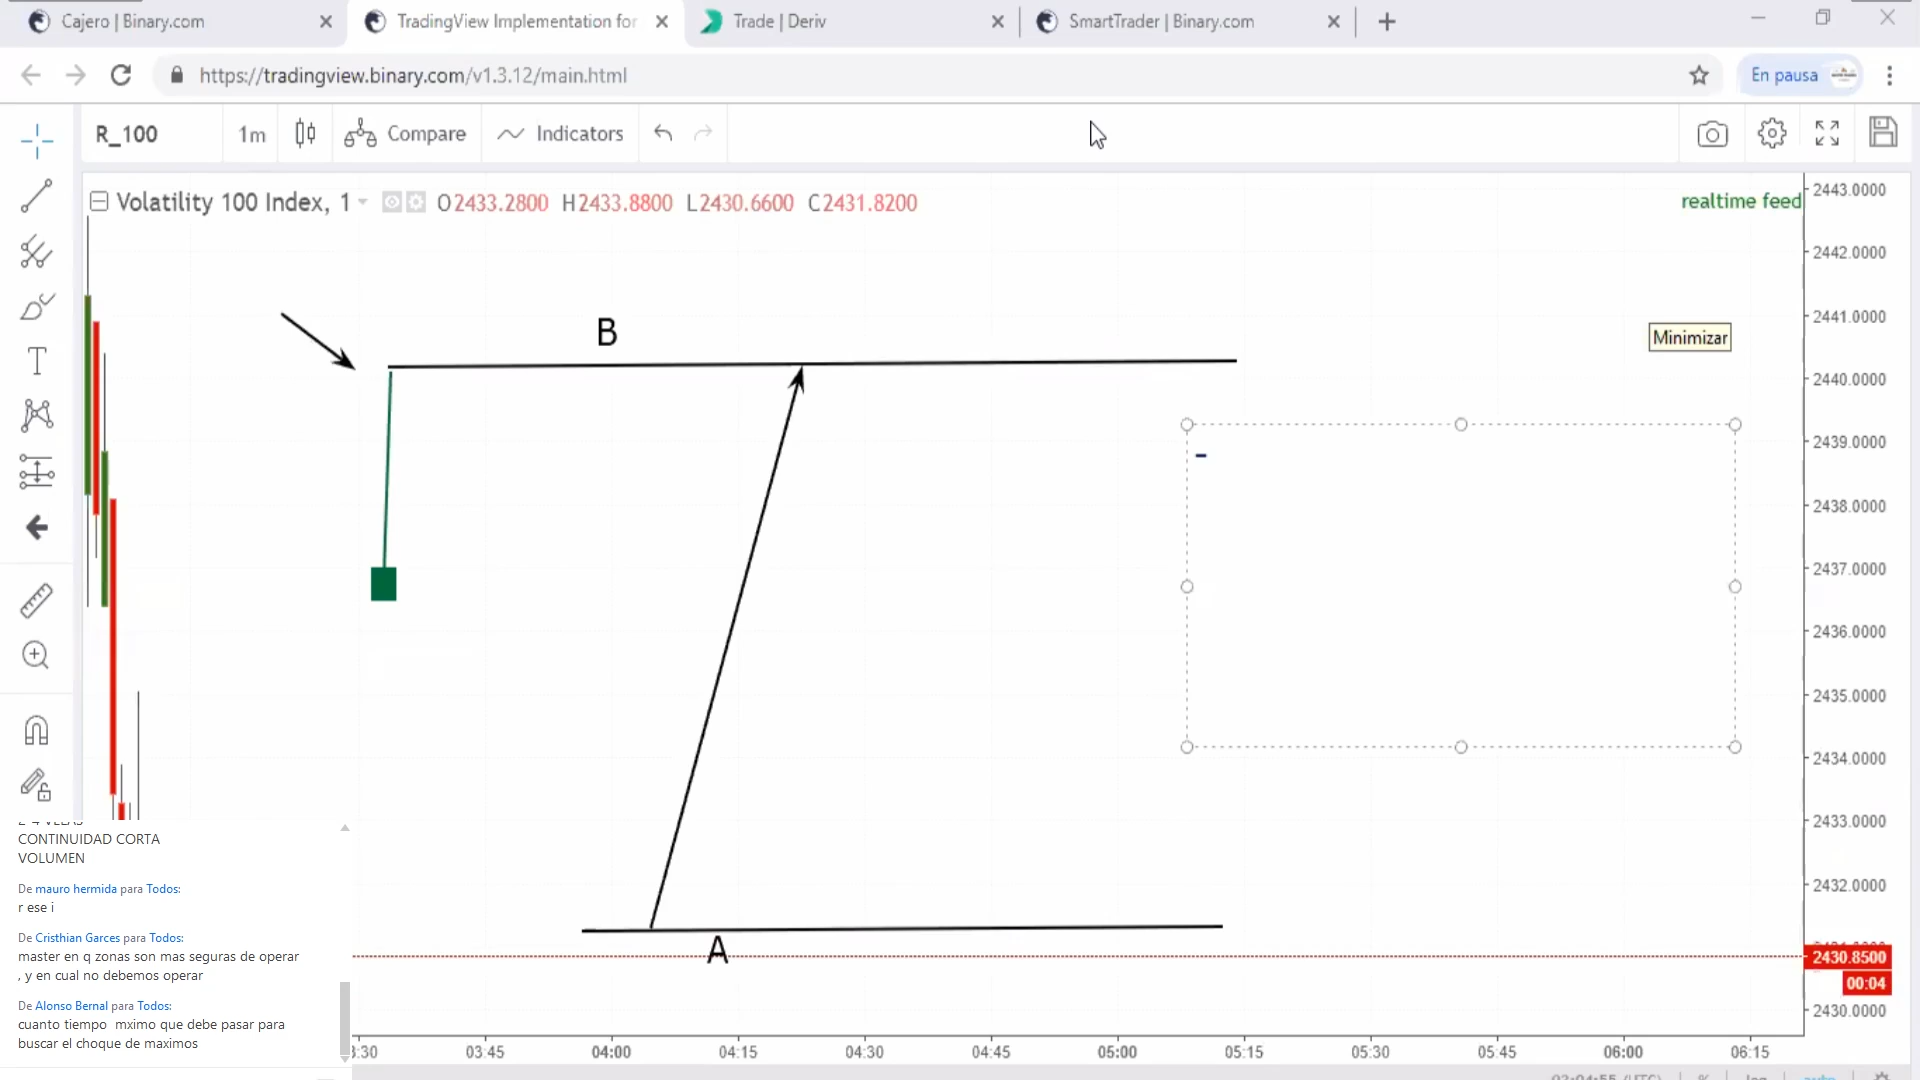 Cajero | Binary.com
TradingView Implementation for
Trade | Deriv
SmartTrader | Binary.com
https://tradingview.binary.com/v1.3.12/main.html
En pausa
R_100
1m
Compare
Indicators
Volatility 100 Index, 1
O2433.2800 H2433.8800 L2430.6600 C2431.8200
realtime feed
2443.0000
2442.0000
2441.0000
2440.0000
2439.0000
2438.0000
2437.0000
2436.0000
2435.0000
2434.0000
2433.0000
2432.0000
2430.8500
00:04
2430.0000
Minimizar
B
-
A
CONTINUIDAD CORTA
VOLUMEN
De mauro hermida para Todos:
r ese i
De Cristhian Garces para Todos:
master en q zonas son mas seguras de operar
, y en cual no debemos operar
De Alonso Bernal para Todos:
cuanto tiempo mximo que debe pasar para
buscar el choque de maximos
3:30
03:45
04:00
04:15
04:30
04:45
05:00
05:15
05:30
05:45
06:00
06:15